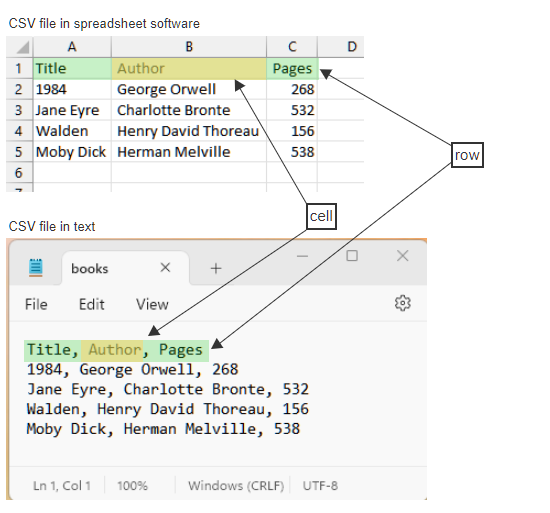 CSV file in spreadsheet software
A B C D
1 Title Author Pages
2 1984 George Orwell 268
3 Jane Eyre Charlotte Bronte 532
4 Walden Henry David Thoreau 156
5 Moby Dick Herman Melville 538
6
row
cell
CSV file in text
books
File Edit View
Title, Author, Pages
1984, George Orwell, 268
Jane Eyre, Charlotte Bronte, 532
Walden, Henry David Thoreau, 156
Moby Dick, Herman Melville, 538
Ln 1, Col 1 100% Windows (CRLF) UTF-8